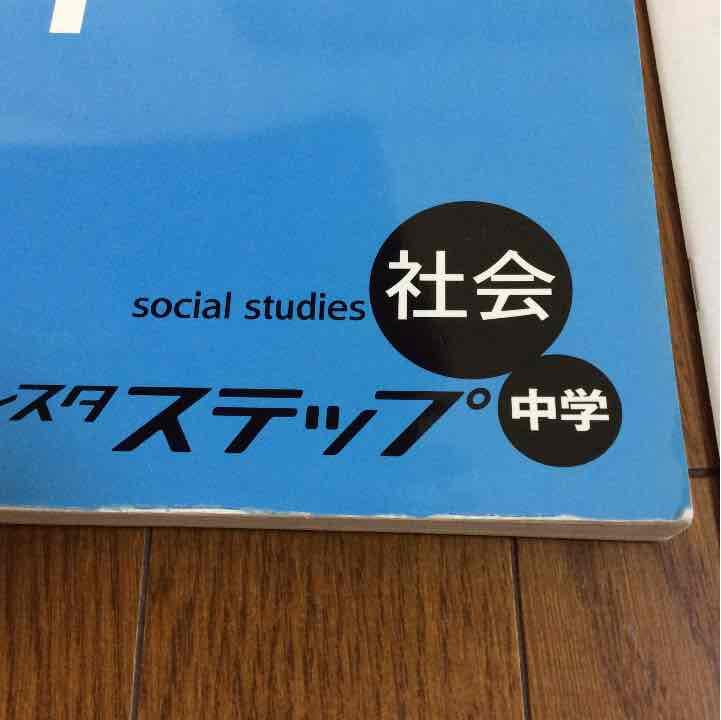 social studies 社会
スタ ステップ 中学